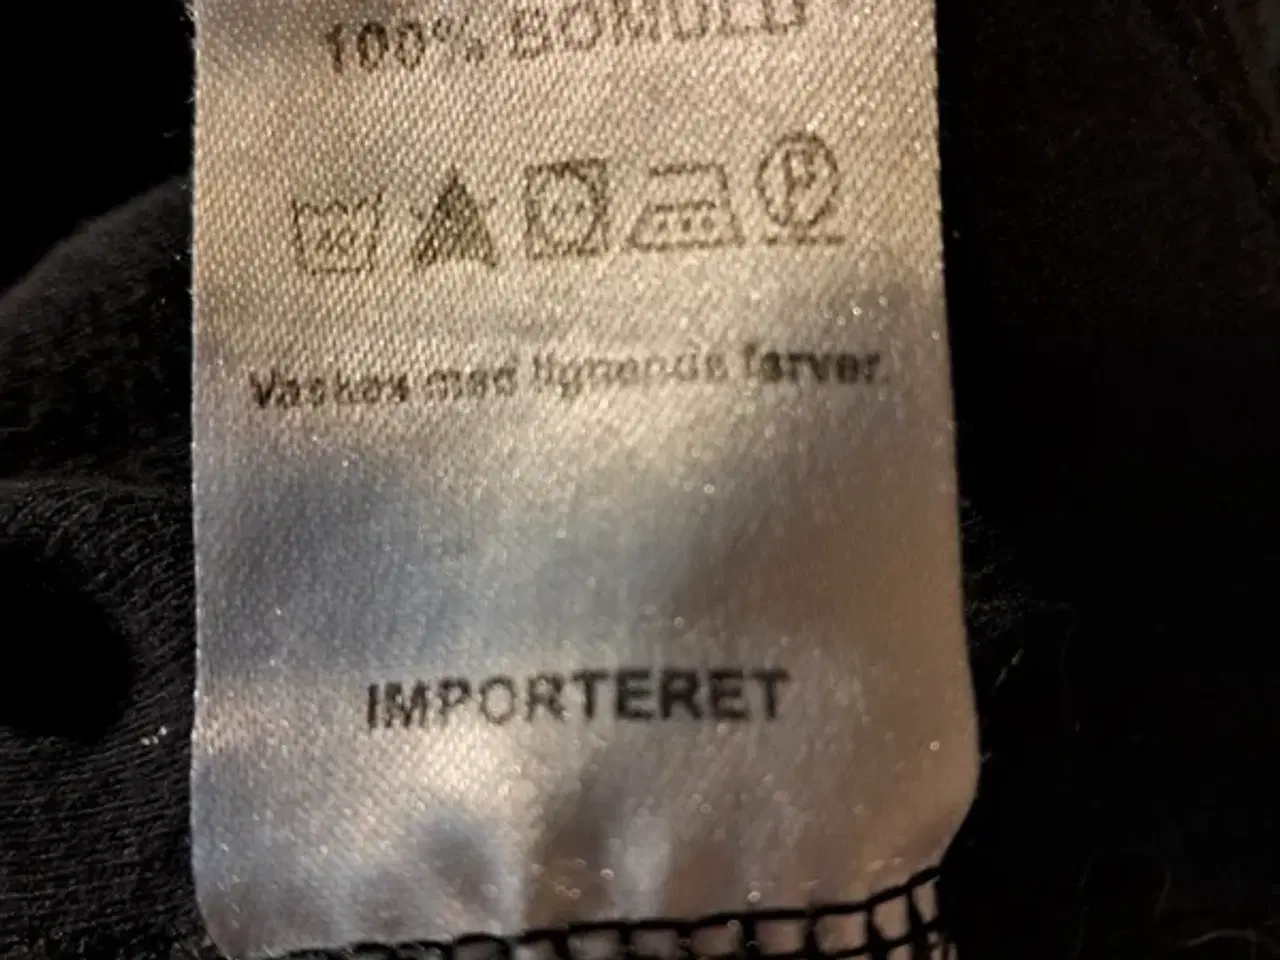 100% BOMULD
Vaskes med lignende farver.
IMPORTERET